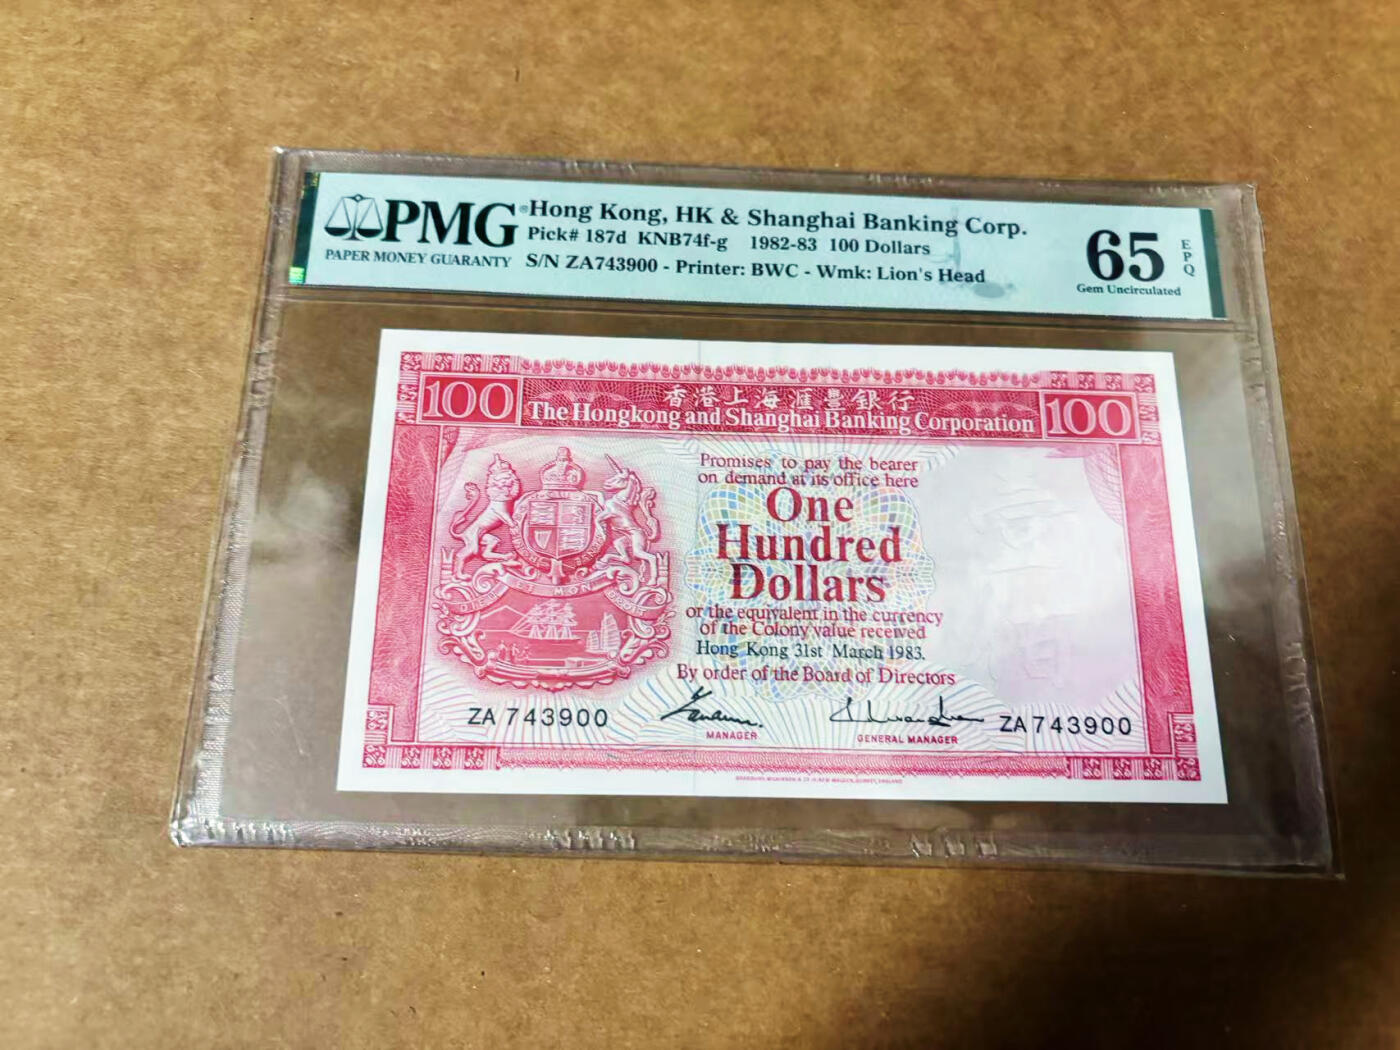 PMG®
PAPER MONEY GUARANTY
Hong Kong, HK & Shanghai Banking Corp.
Pick# 187d KNB74f-g 1982-83 100 Dollars
S/N ZA743900 - Printer: BWC - Wmk: Lion's Head
65
EPQ
Gem Uncirculated
香港上海滙豐銀行
100
The Hongkong and Shanghai Banking Corporation
100
Promises to pay the bearer
on demand at its office here
One
Hundred
Dollars
or the equivalent in the currency
of the Colony value received
Hong Kong 31st March 1983.
By order of the Board of Directors
ZA 743900
MANAGER
GENERAL MANAGER
ZA 743900